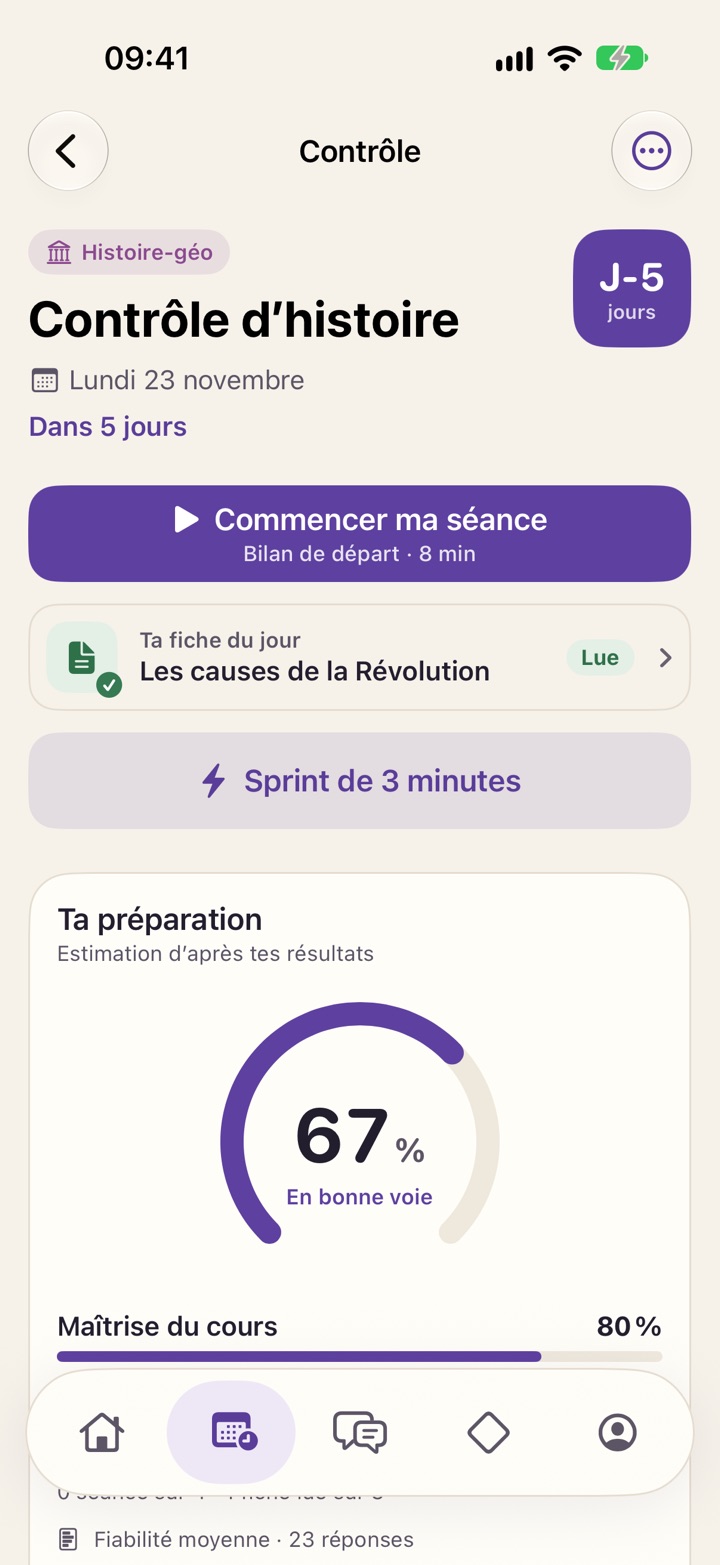 09:41
Contrôle
Histoire-géo
J-5
jours
Contrôle d’histoire
Lundi 23 novembre
Dans 5 jours
Commencer ma séance
Bilan de départ · 8 min
Ta fiche du jour
Les causes de la Révolution
Lue
Sprint de 3 minutes
Ta préparation
Estimation d’après tes résultats
67 %
En bonne voie
Maîtrise du cours
80 %
Fiabilité moyenne · 23 réponses